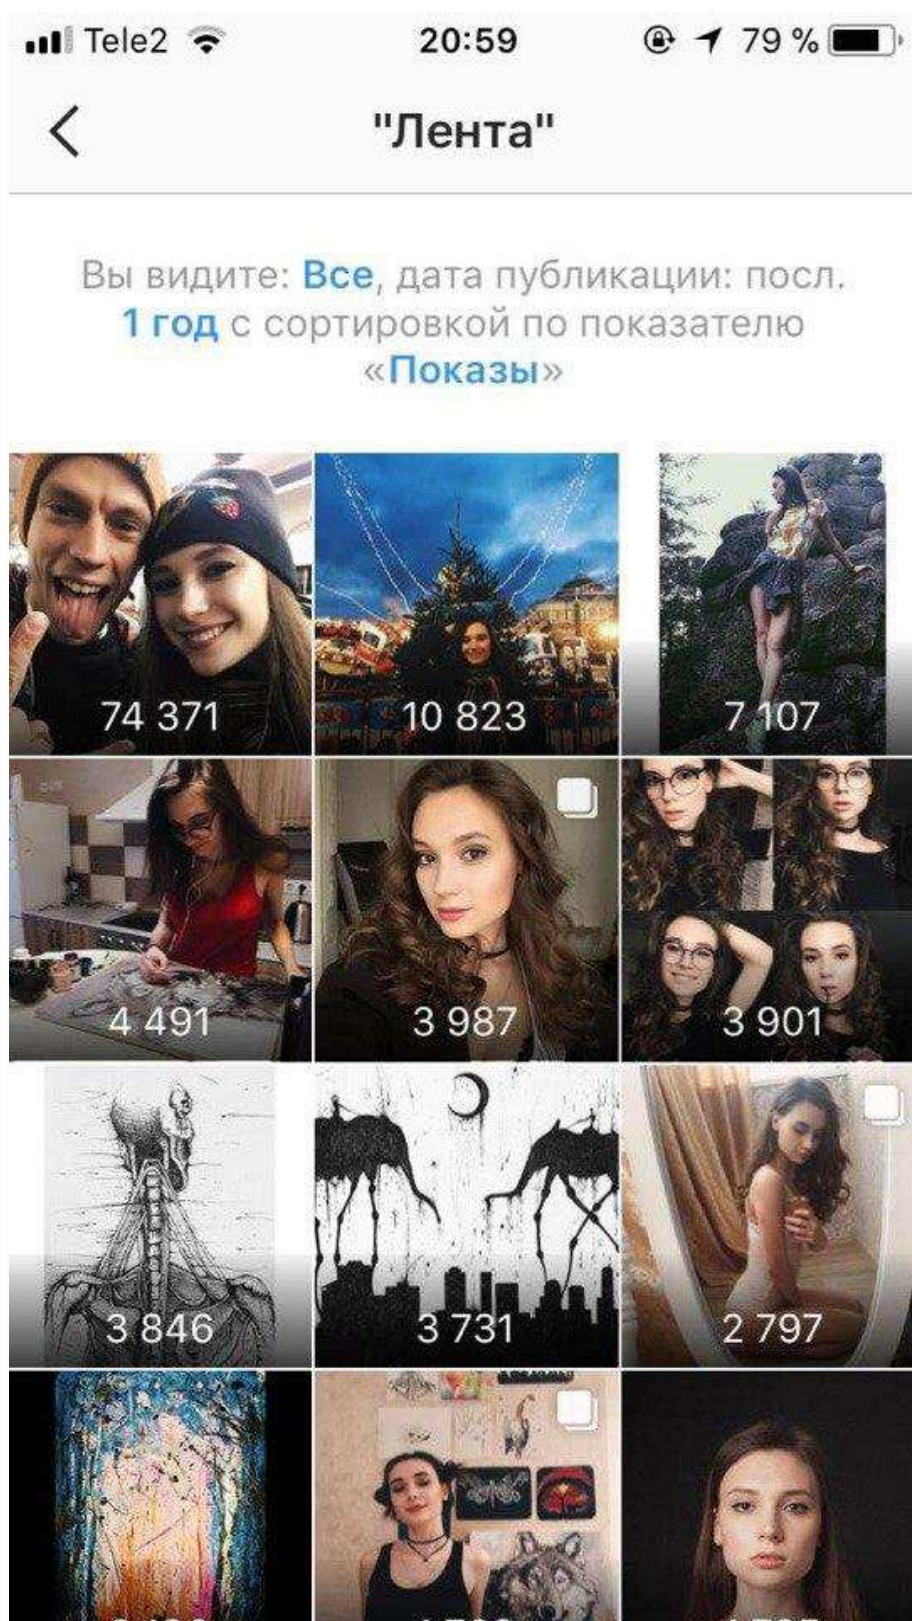 Tele2 20:59 79 %
"Лента"
Вы видите: Все, дата публикации: посл.
1 год с сортировкой по показателю
«Показы»
74 371 10 823 7 107
4 491 3 987 3 901
3 846 3 731 2 797